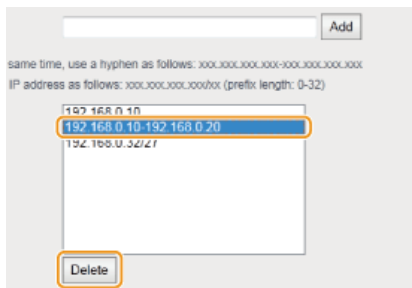 Add
same time, use a hyphen as follows: xxx.xxx.xxx.xxx-xxx.xxx.xxx.xxx
IP address as follows: xxx.xxx.xxx.xxx/xx (prefix length: 0-32)
192.168.0.10
192.168.0.10-192.168.0.20
192.168.0.32/27
Delete